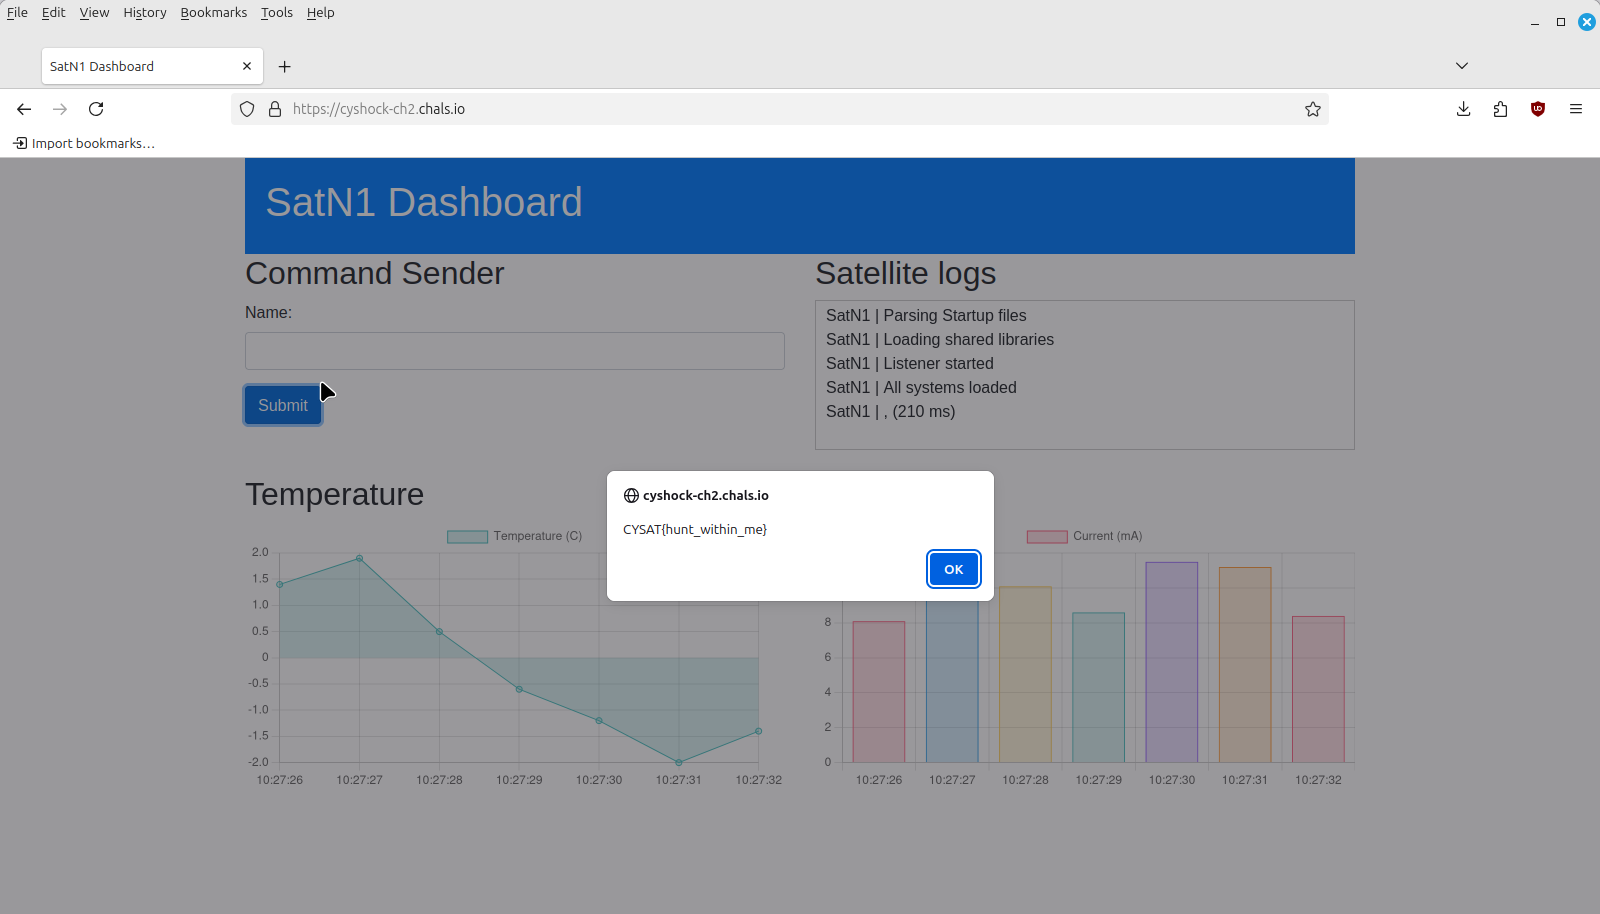 File Edit View History Bookmarks Tools Help
SatN1 Dashboard
https://cyshock-ch2.chals.io
Import bookmarks…
SatN1 Dashboard
Command Sender
Name:
Submit
Satellite logs
SatN1 | Parsing Startup files
SatN1 | Loading shared libraries
SatN1 | Listener started
SatN1 | All systems loaded
SatN1 | , (210 ms)
cyshock-ch2.chals.io
CYSAT{hunt_within_me}
OK
Temperature
Temperature (C)
2.0
1.5
1.0
0.5
0
-0.5
-1.0
-1.5
-2.0
10:27:26 10:27:27 10:27:28 10:27:29 10:27:30 10:27:31 10:27:32
Current (mA)
8
6
4
2
0
10:27:26 10:27:27 10:27:28 10:27:29 10:27:30 10:27:31 10:27:32